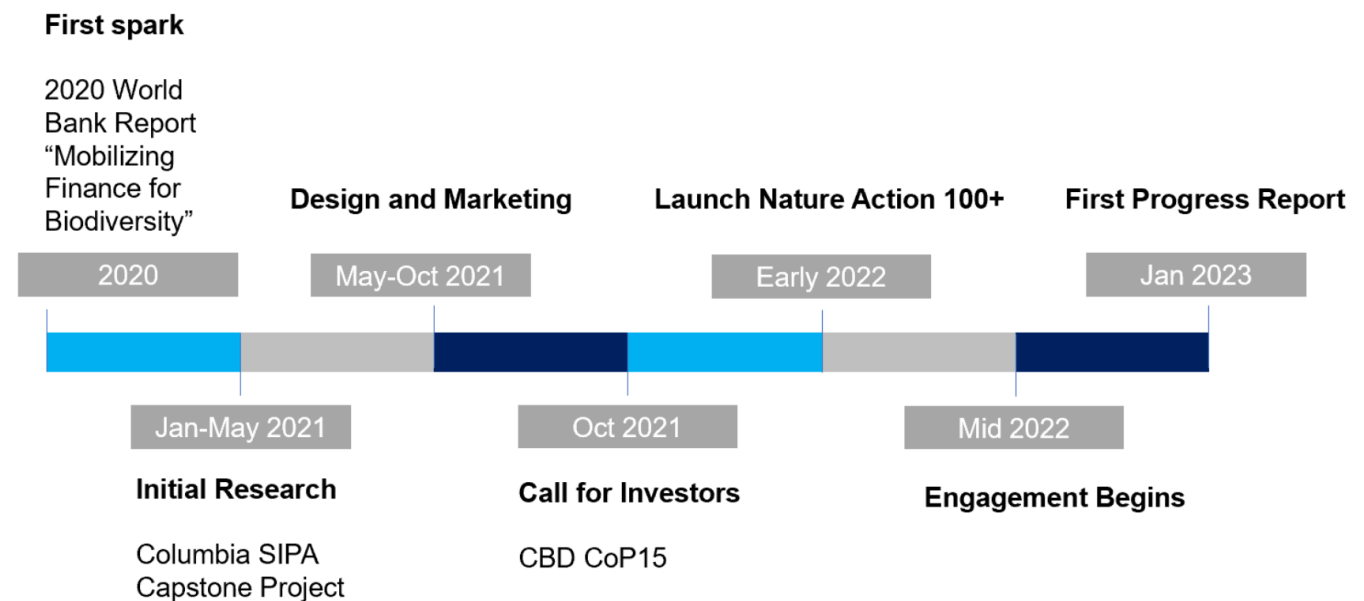 First spark
2020 World
Bank Report
“Mobilizing
Finance for
Biodiversity”
2020
Jan-May 2021
Initial Research
Columbia SIPA
Capstone Project
Design and Marketing
May-Oct 2021
Oct 2021
Call for Investors
CBD CoP15
Launch Nature Action 100+
Early 2022
Mid 2022
Engagement Begins
First Progress Report
Jan 2023